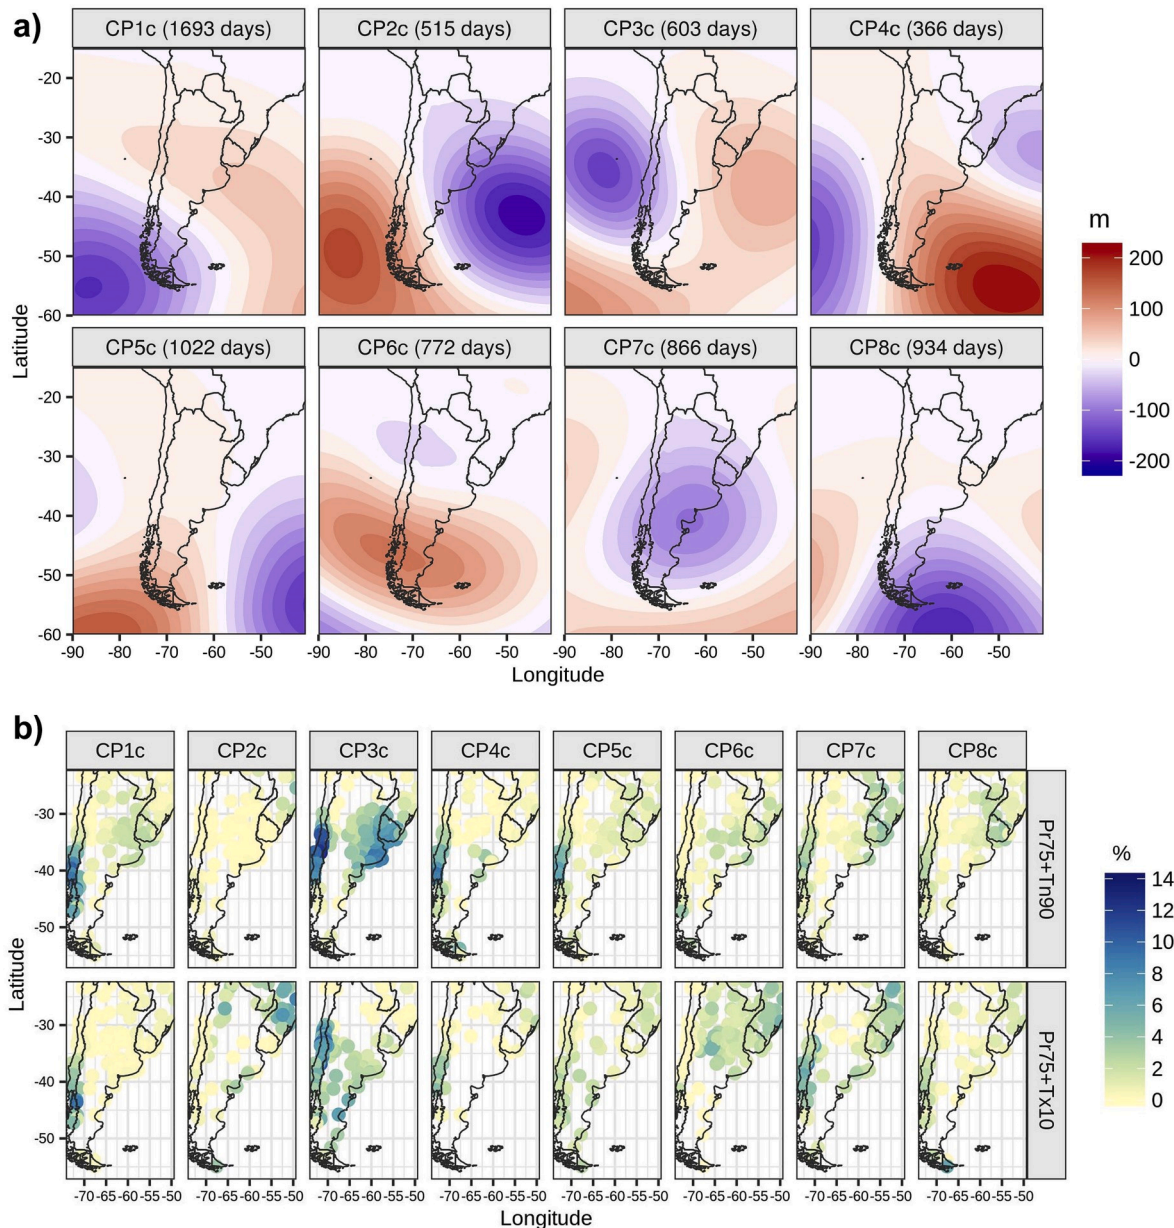 a)
CP1c (1693 days) CP2c (515 days) CP3c (603 days) CP4c (366 days)
-20
-30
-40
-50
-60
CP5c (1022 days) CP6c (772 days) CP7c (866 days) CP8c (934 days)
-20
-30
-40
-50
-60
-90 -80 -70 -60 -50 -90 -80 -70 -60 -50 -90 -80 -70 -60 -50 -90 -80 -70 -60 -50
Latitude
Longitude
m
200
100
0
-100
-200
b)
CP1c CP2c CP3c CP4c CP5c CP6c CP7c CP8c
-30
-40
-50
Pr75+Tn90
-30
-40
-50
Pr75+Tx10
-70 -65 -60 -55 -50 -70 -65 -60 -55 -50 -70 -65 -60 -55 -50 -70 -65 -60 -55 -50 -70 -65 -60 -55 -50 -70 -65 -60 -55 -50 -70 -65 -60 -55 -50 -70 -65 -60 -55 -50
Latitude
Longitude
%
14
12
10
8
6
4
2
0